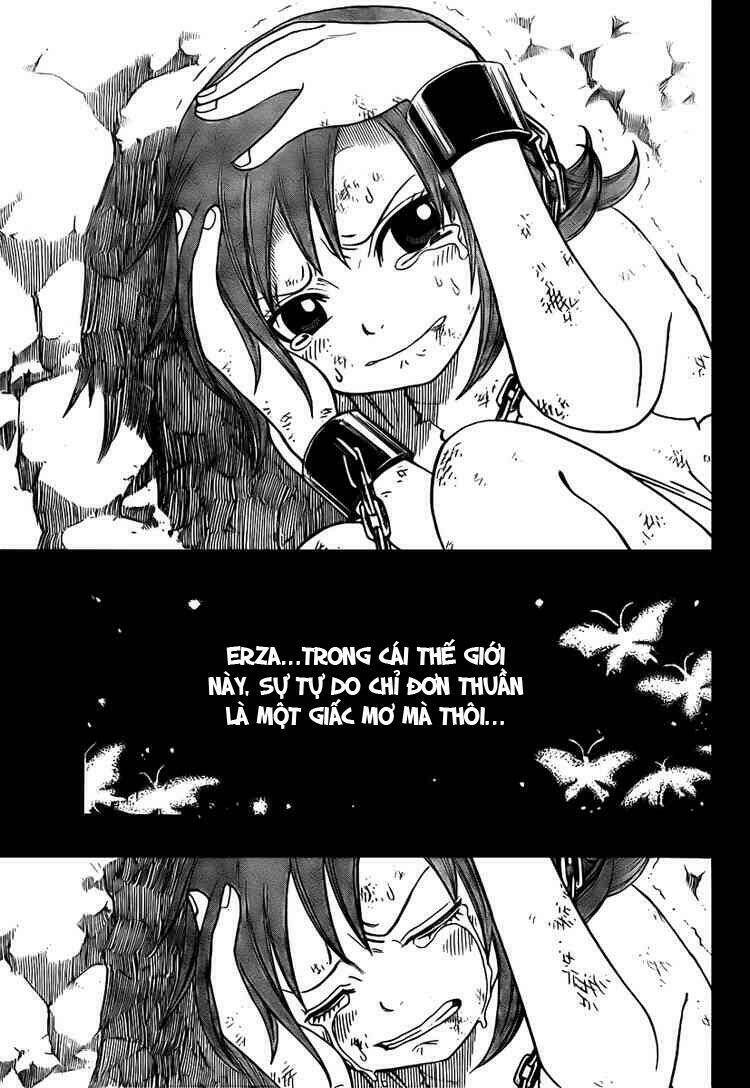 ERZA...TRONG CÁI THẾ GIỚI
NÀY, SỰ TỰ DO CHỈ ĐƠN THUẦN
LÀ MỘT GIẤC MƠ MÀ THÔI...